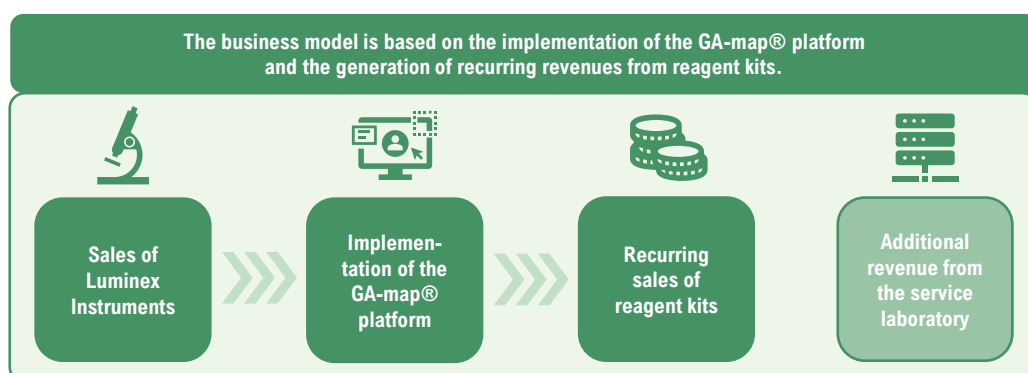 The business model is based on the implementation of the GA-map® platform
and the generation of recurring revenues from reagent kits.
Sales of
Luminex
Instruments
Implemen-
tation of the
GA-map®
platform
Recurring
sales of
reagent kits
Additional
revenue from
the service
laboratory